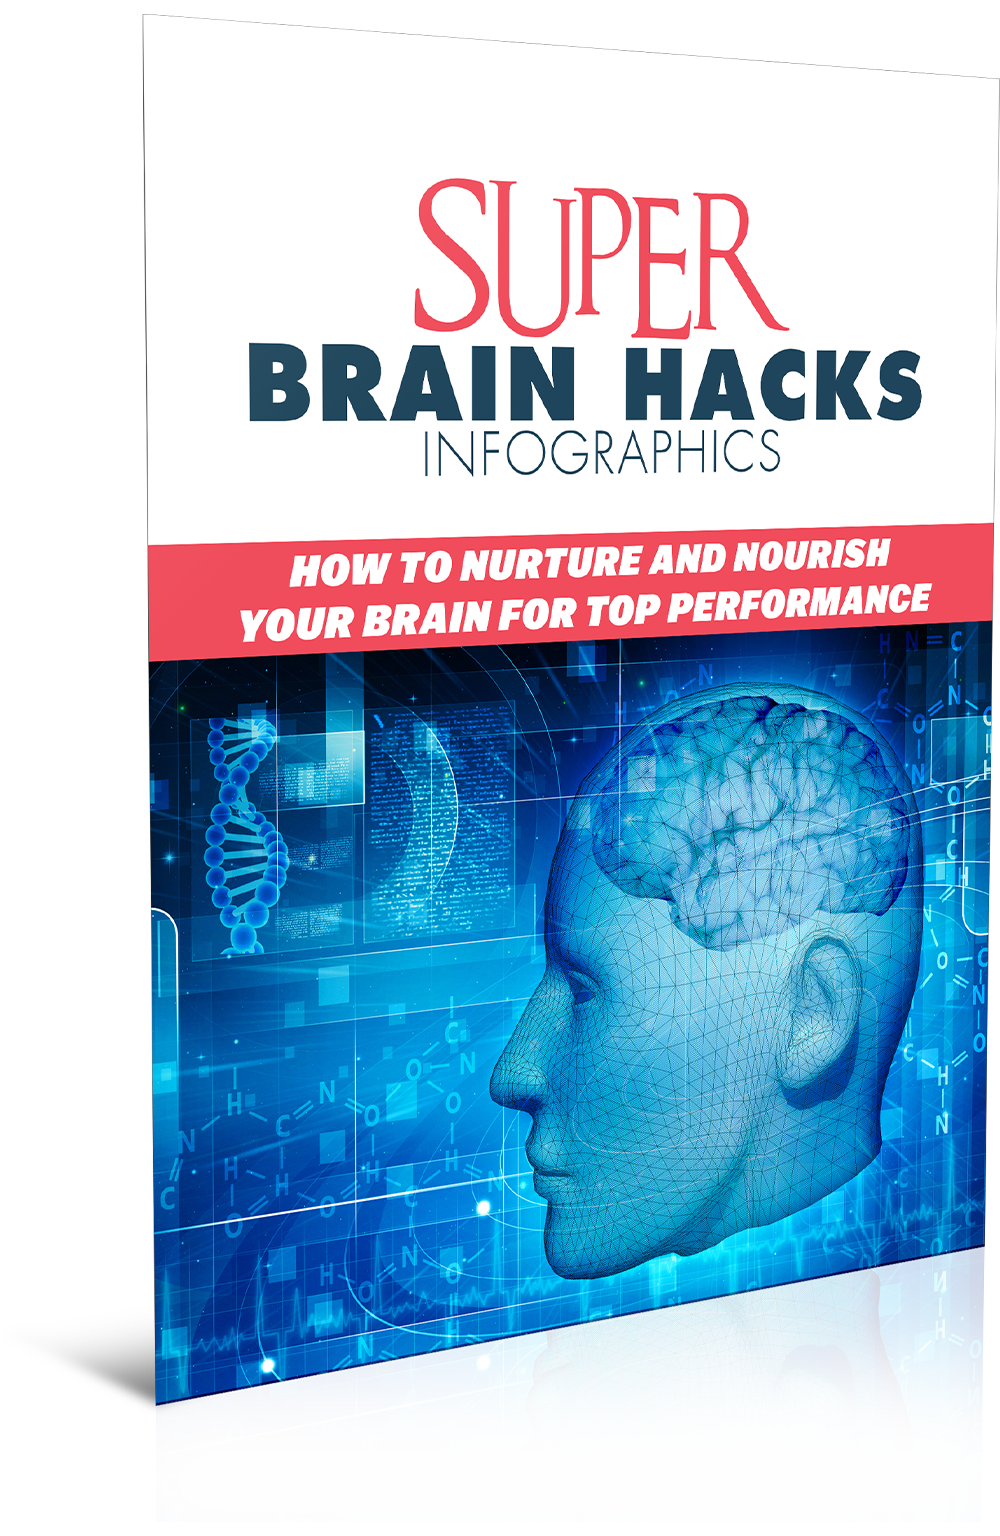 SUPER
BRAIN HACKS
INFOGRAPHICS
HOW TO NURTURE AND NOURISH
YOUR BRAIN FOR TOP PERFORMANCE